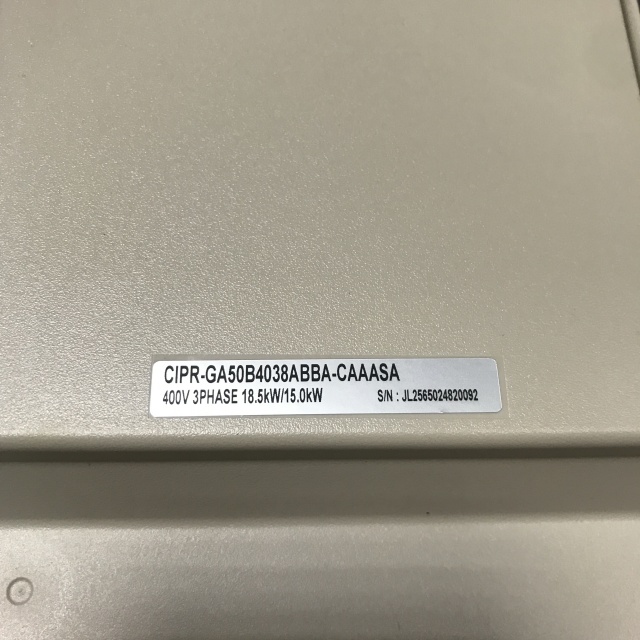 CIPR-GA50B4038ABBA-CAAASA
400V 3PHASE 18.5kW/15.0kW S/N : JL2565024820092